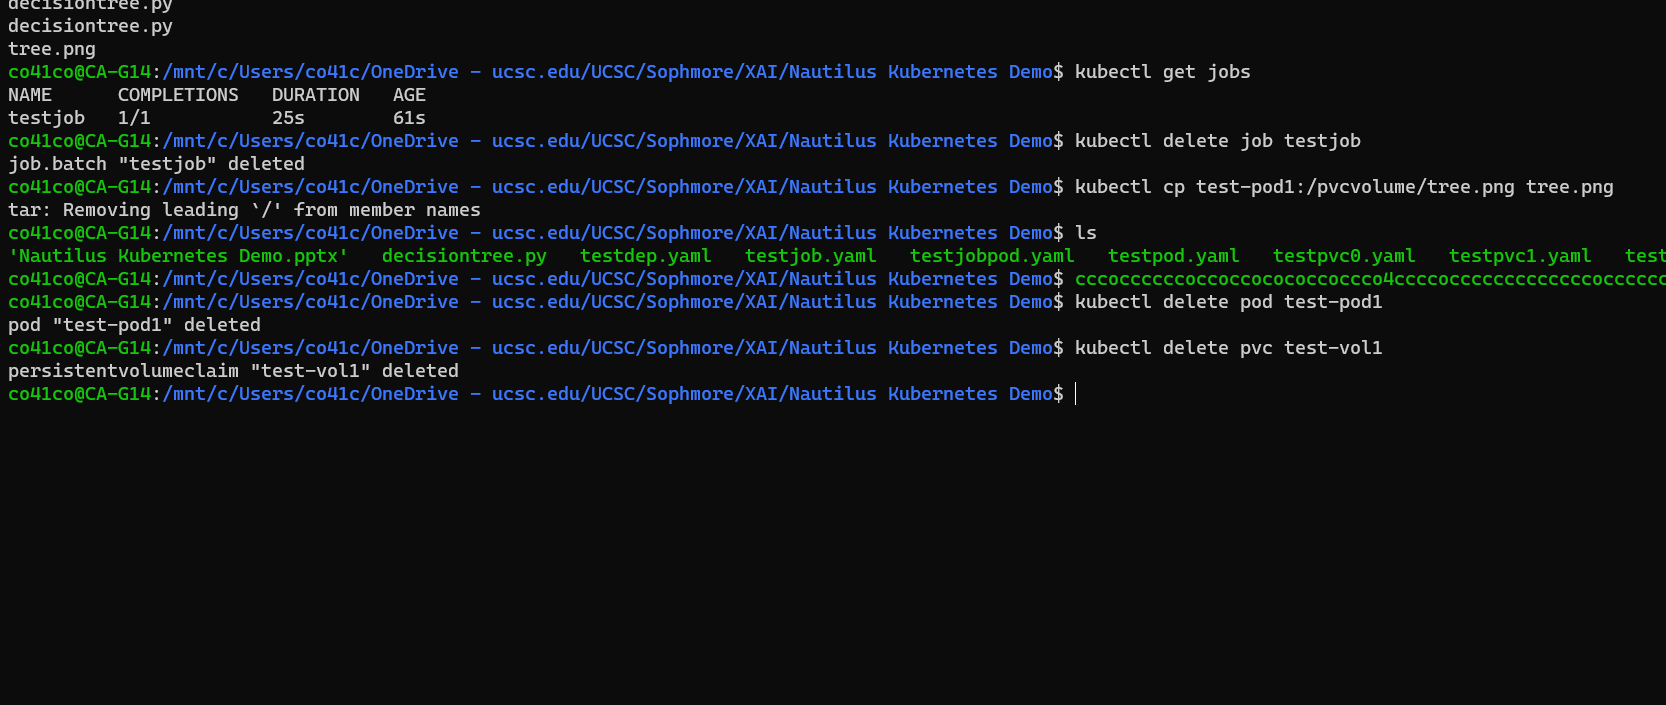 decisiontree.py
decisiontree.py
tree.png
co41co@CA-G14:/mnt/c/Users/co41c/OneDrive - ucsc.edu/UCSC/Sophmore/XAI/Nautilus Kubernetes Demo$ kubectl get jobs
NAME COMPLETIONS DURATION AGE
testjob 1/1 25s 61s
co41co@CA-G14:/mnt/c/Users/co41c/OneDrive - ucsc.edu/UCSC/Sophmore/XAI/Nautilus Kubernetes Demo$ kubectl delete job testjob
job.batch "testjob" deleted
co41co@CA-G14:/mnt/c/Users/co41c/OneDrive - ucsc.edu/UCSC/Sophmore/XAI/Nautilus Kubernetes Demo$ kubectl cp test-pod1:/pvcvolume/tree.png tree.png
tar: Removing leading `/' from member names
co41co@CA-G14:/mnt/c/Users/co41c/OneDrive - ucsc.edu/UCSC/Sophmore/XAI/Nautilus Kubernetes Demo$ ls
'Nautilus Kubernetes Demo.pptx' decisiontree.py testdep.yaml testjob.yaml testjobpod.yaml testpod.yaml testpvc0.yaml testpvc1.yaml test
co41co@CA-G14:/mnt/c/Users/co41c/OneDrive - ucsc.edu/UCSC/Sophmore/XAI/Nautilus Kubernetes Demo$
co41co@CA-G14:/mnt/c/Users/co41c/OneDrive - ucsc.edu/UCSC/Sophmore/XAI/Nautilus Kubernetes Demo$ kubectl delete pod test-pod1
pod "test-pod1" deleted
co41co@CA-G14:/mnt/c/Users/co41c/OneDrive - ucsc.edu/UCSC/Sophmore/XAI/Nautilus Kubernetes Demo$ kubectl delete pvc test-vol1
persistentvolumeclaim "test-vol1" deleted
co41co@CA-G14:/mnt/c/Users/co41c/OneDrive - ucsc.edu/UCSC/Sophmore/XAI/Nautilus Kubernetes Demo$